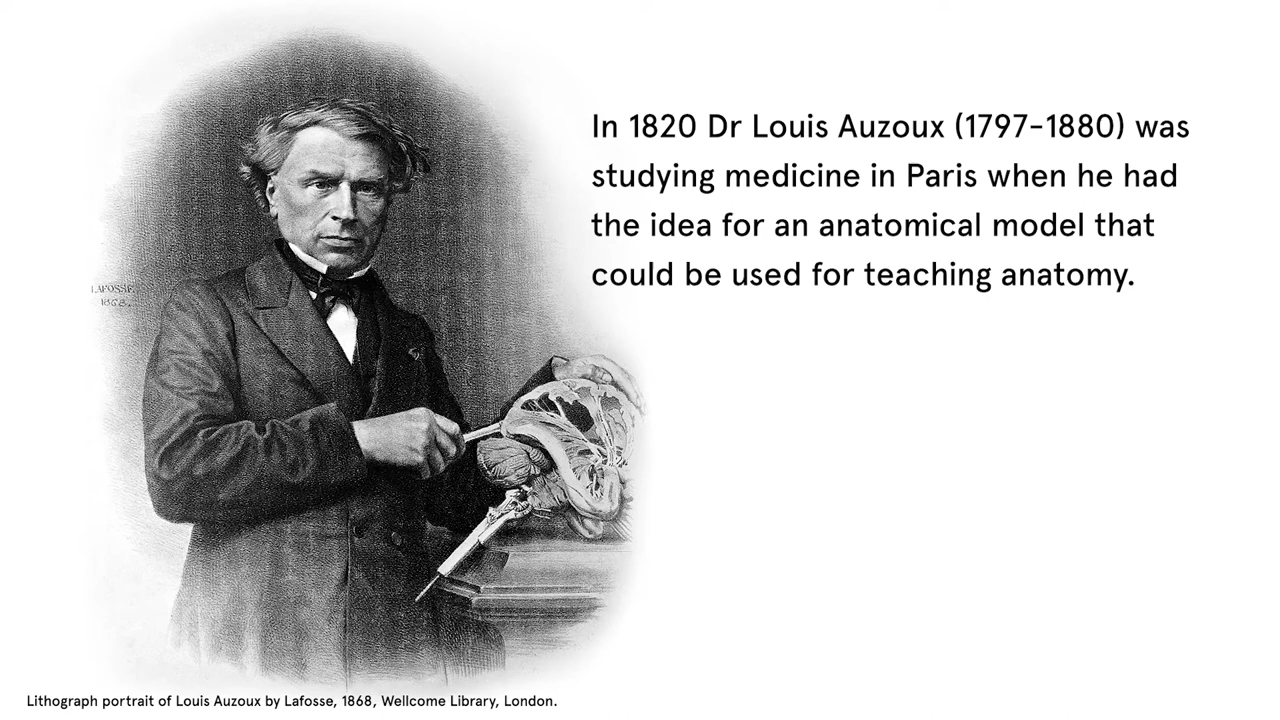 In 1820 Dr Louis Auzoux (1797-1880) was
studying medicine in Paris when he had
the idea for an anatomical model that
could be used for teaching anatomy.
LAFOSSE
1868.
Lithograph portrait of Louis Auzoux by Lafosse, 1868, Wellcome Library, London.